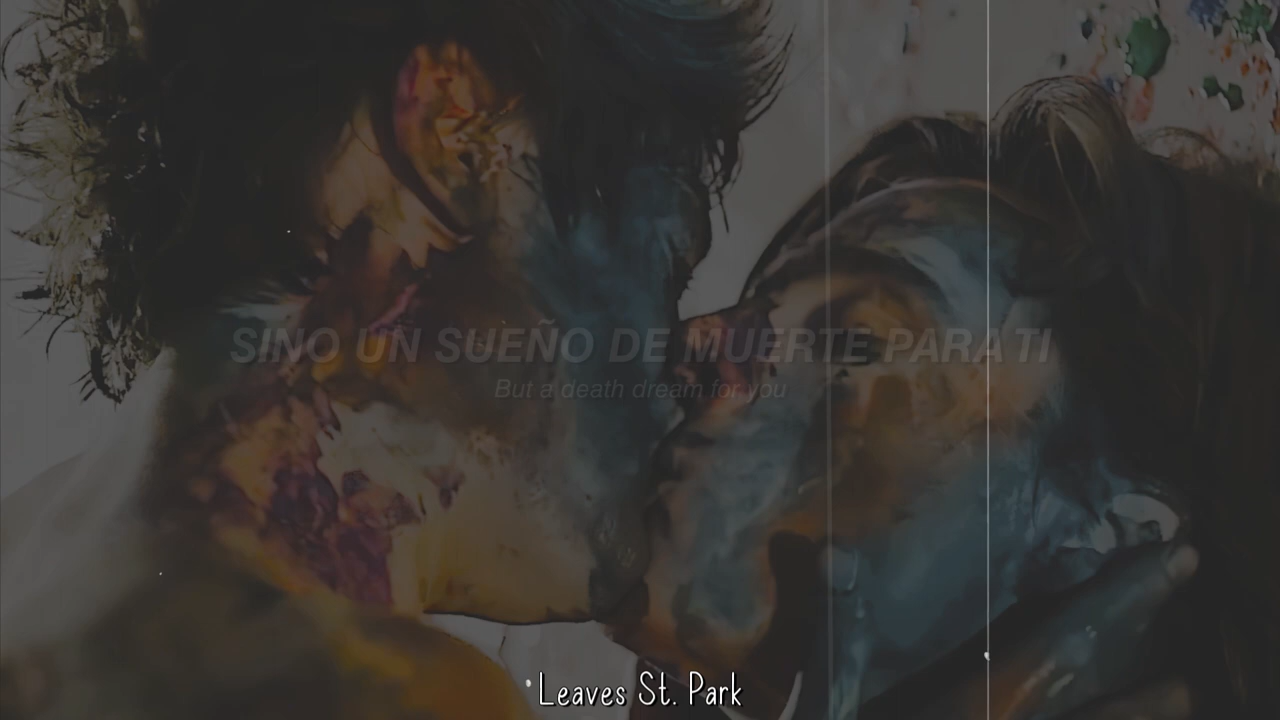 SINO UN SUEÑO DE MUERTE PARA TI
But a death dream for you
Leaves St. Park